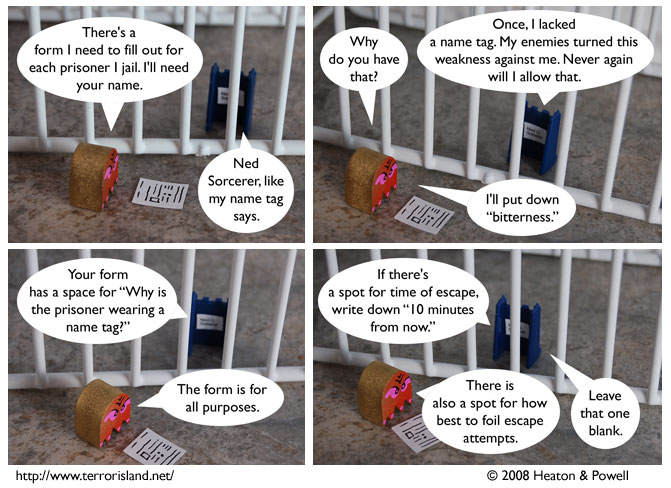 There's a
form I need to fill out for
each prisoner I jail. I'll need
your name.
Ned
Sorcerer, like
my name tag
says.
Why
do you have
that?
Once, I lacked
a name tag. My enemies turned this
weakness against me. Never again
will I allow that.
I'll put down
“bitterness.”
Your form
has a space for “Why is
the prisoner wearing a
name tag?”
The form is for
all purposes.
If there's
a spot for time of escape,
write down “10 minutes
from now.”
There is
also a spot for how
best to foil escape
attempts.
Leave
that one
blank.
http://www.terrorisland.net/
© 2008 Heaton & Powell